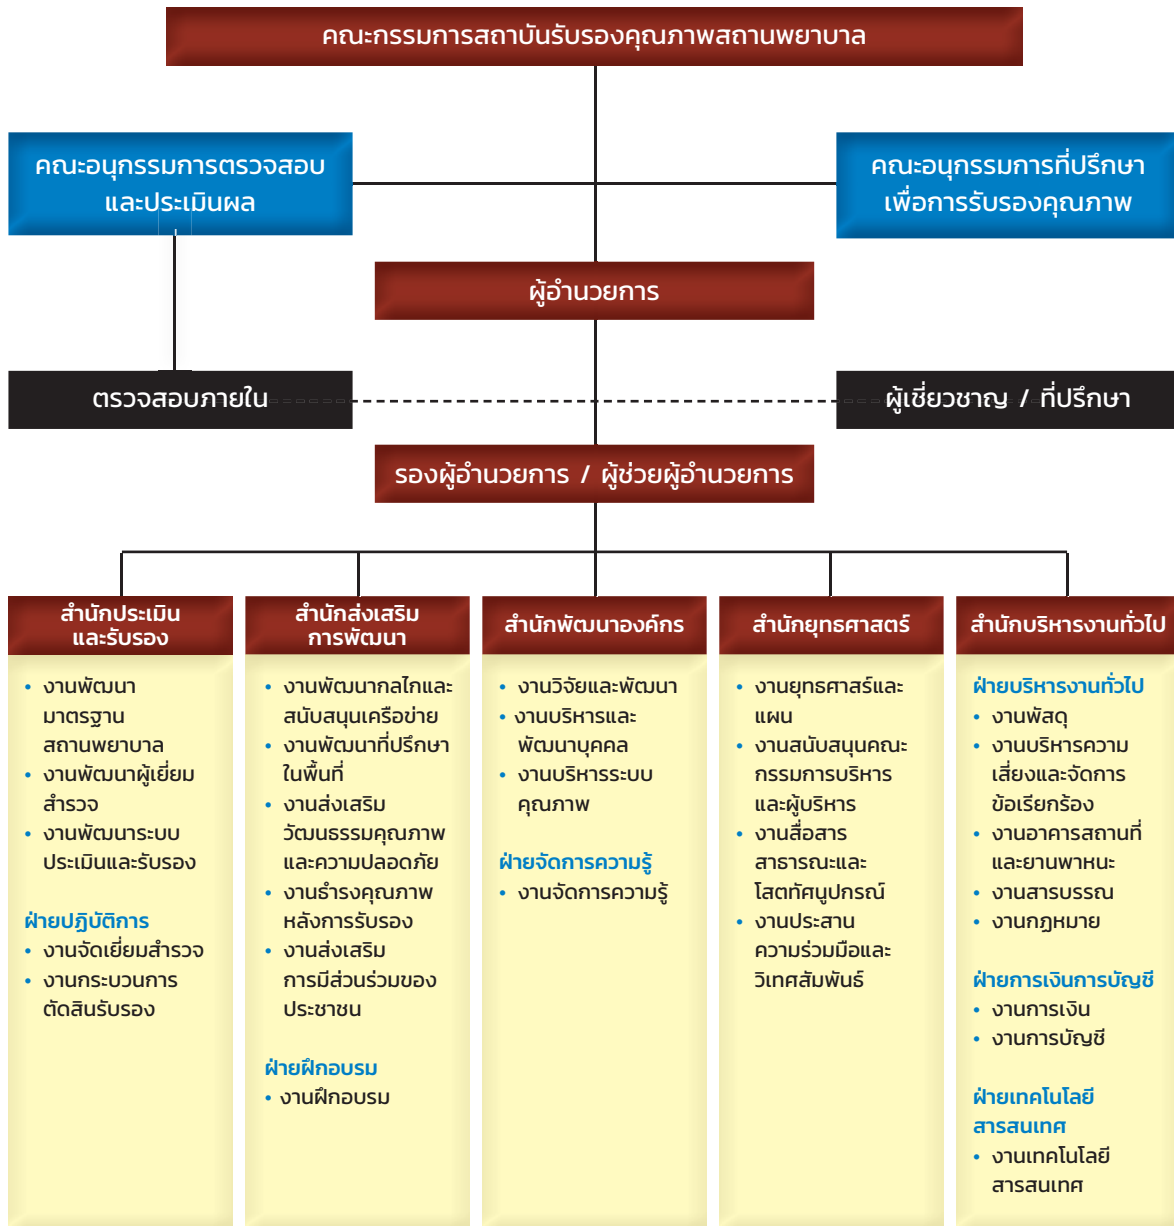 คณะกรรมการสถาบันรับรองคุณภาพสถานพยาบาล
คณะอนุกรรมการตรวจสอบ
และประเมินผล
คณะอนุกรรมการที่ปรึกษา
เพื่อการรับรองคุณภาพ
ผู้อำนวยการ
ตรวจสอบภายใน
ผู้เชี่ยวชาญ / ที่ปรึกษา
รองผู้อำนวยการ / ผู้ช่วยผู้อำนวยการ
สำนักประเมิน
และรับรอง
• งานพัฒนา
มาตรฐาน
สถานพยาบาล
• งานพัฒนาผู้เยี่ยม
สำรวจ
• งานพัฒนาระบบ
ประเมินและรับรอง
ฝ่ายปฏิบัติการ
• งานจัดเยี่ยมสำรวจ
• งานกระบวนการ
ตัดสินรับรอง
สำนักส่งเสริม
การพัฒนา
• งานพัฒนากลไกและ
สนับสนุนเครือข่าย
• งานพัฒนาที่ปรึกษา
ในพื้นที่
• งานส่งเสริม
วัฒนธรรมคุณภาพ
และความปลอดภัย
• งานธำรงคุณภาพ
หลังการรับรอง
• งานส่งเสริม
การมีส่วนร่วมของ
ประชาชน
ฝ่ายฝึกอบรม
• งานฝึกอบรม
สำนักพัฒนาองค์กร
• งานวิจัยและพัฒนา
• งานบริหารและ
พัฒนาบุคคล
• งานบริหารระบบ
คุณภาพ
ฝ่ายจัดการความรู้
• งานจัดการความรู้
สำนักยุทธศาสตร์
• งานยุทธศาสร์และ
แผน
• งานสนับสนุนคณะ
กรรมการบริหาร
และผู้บริหาร
• งานสื่อสาร
สาธารณะและ
โสตทัศนูปกรณ์
• งานประสาน
ความร่วมมือและ
วิเทศสัมพันธ์
สำนักบริหารงานทั่วไป
ฝ่ายบริหารงานทั่วไป
• งานพัสดุ
• งานบริหารความ
เสี่ยงและจัดการ
ข้อเรียกร้อง
• งานอาคารสถานที่
และยานพาหนะ
• งานสารบรรณ
• งานกฎหมาย
ฝ่ายการเงินการบัญชี
• งานการเงิน
• งานการบัญชี
ฝ่ายเทคโนโลยี
สารสนเทศ
• งานเทคโนโลยี
สารสนเทศ